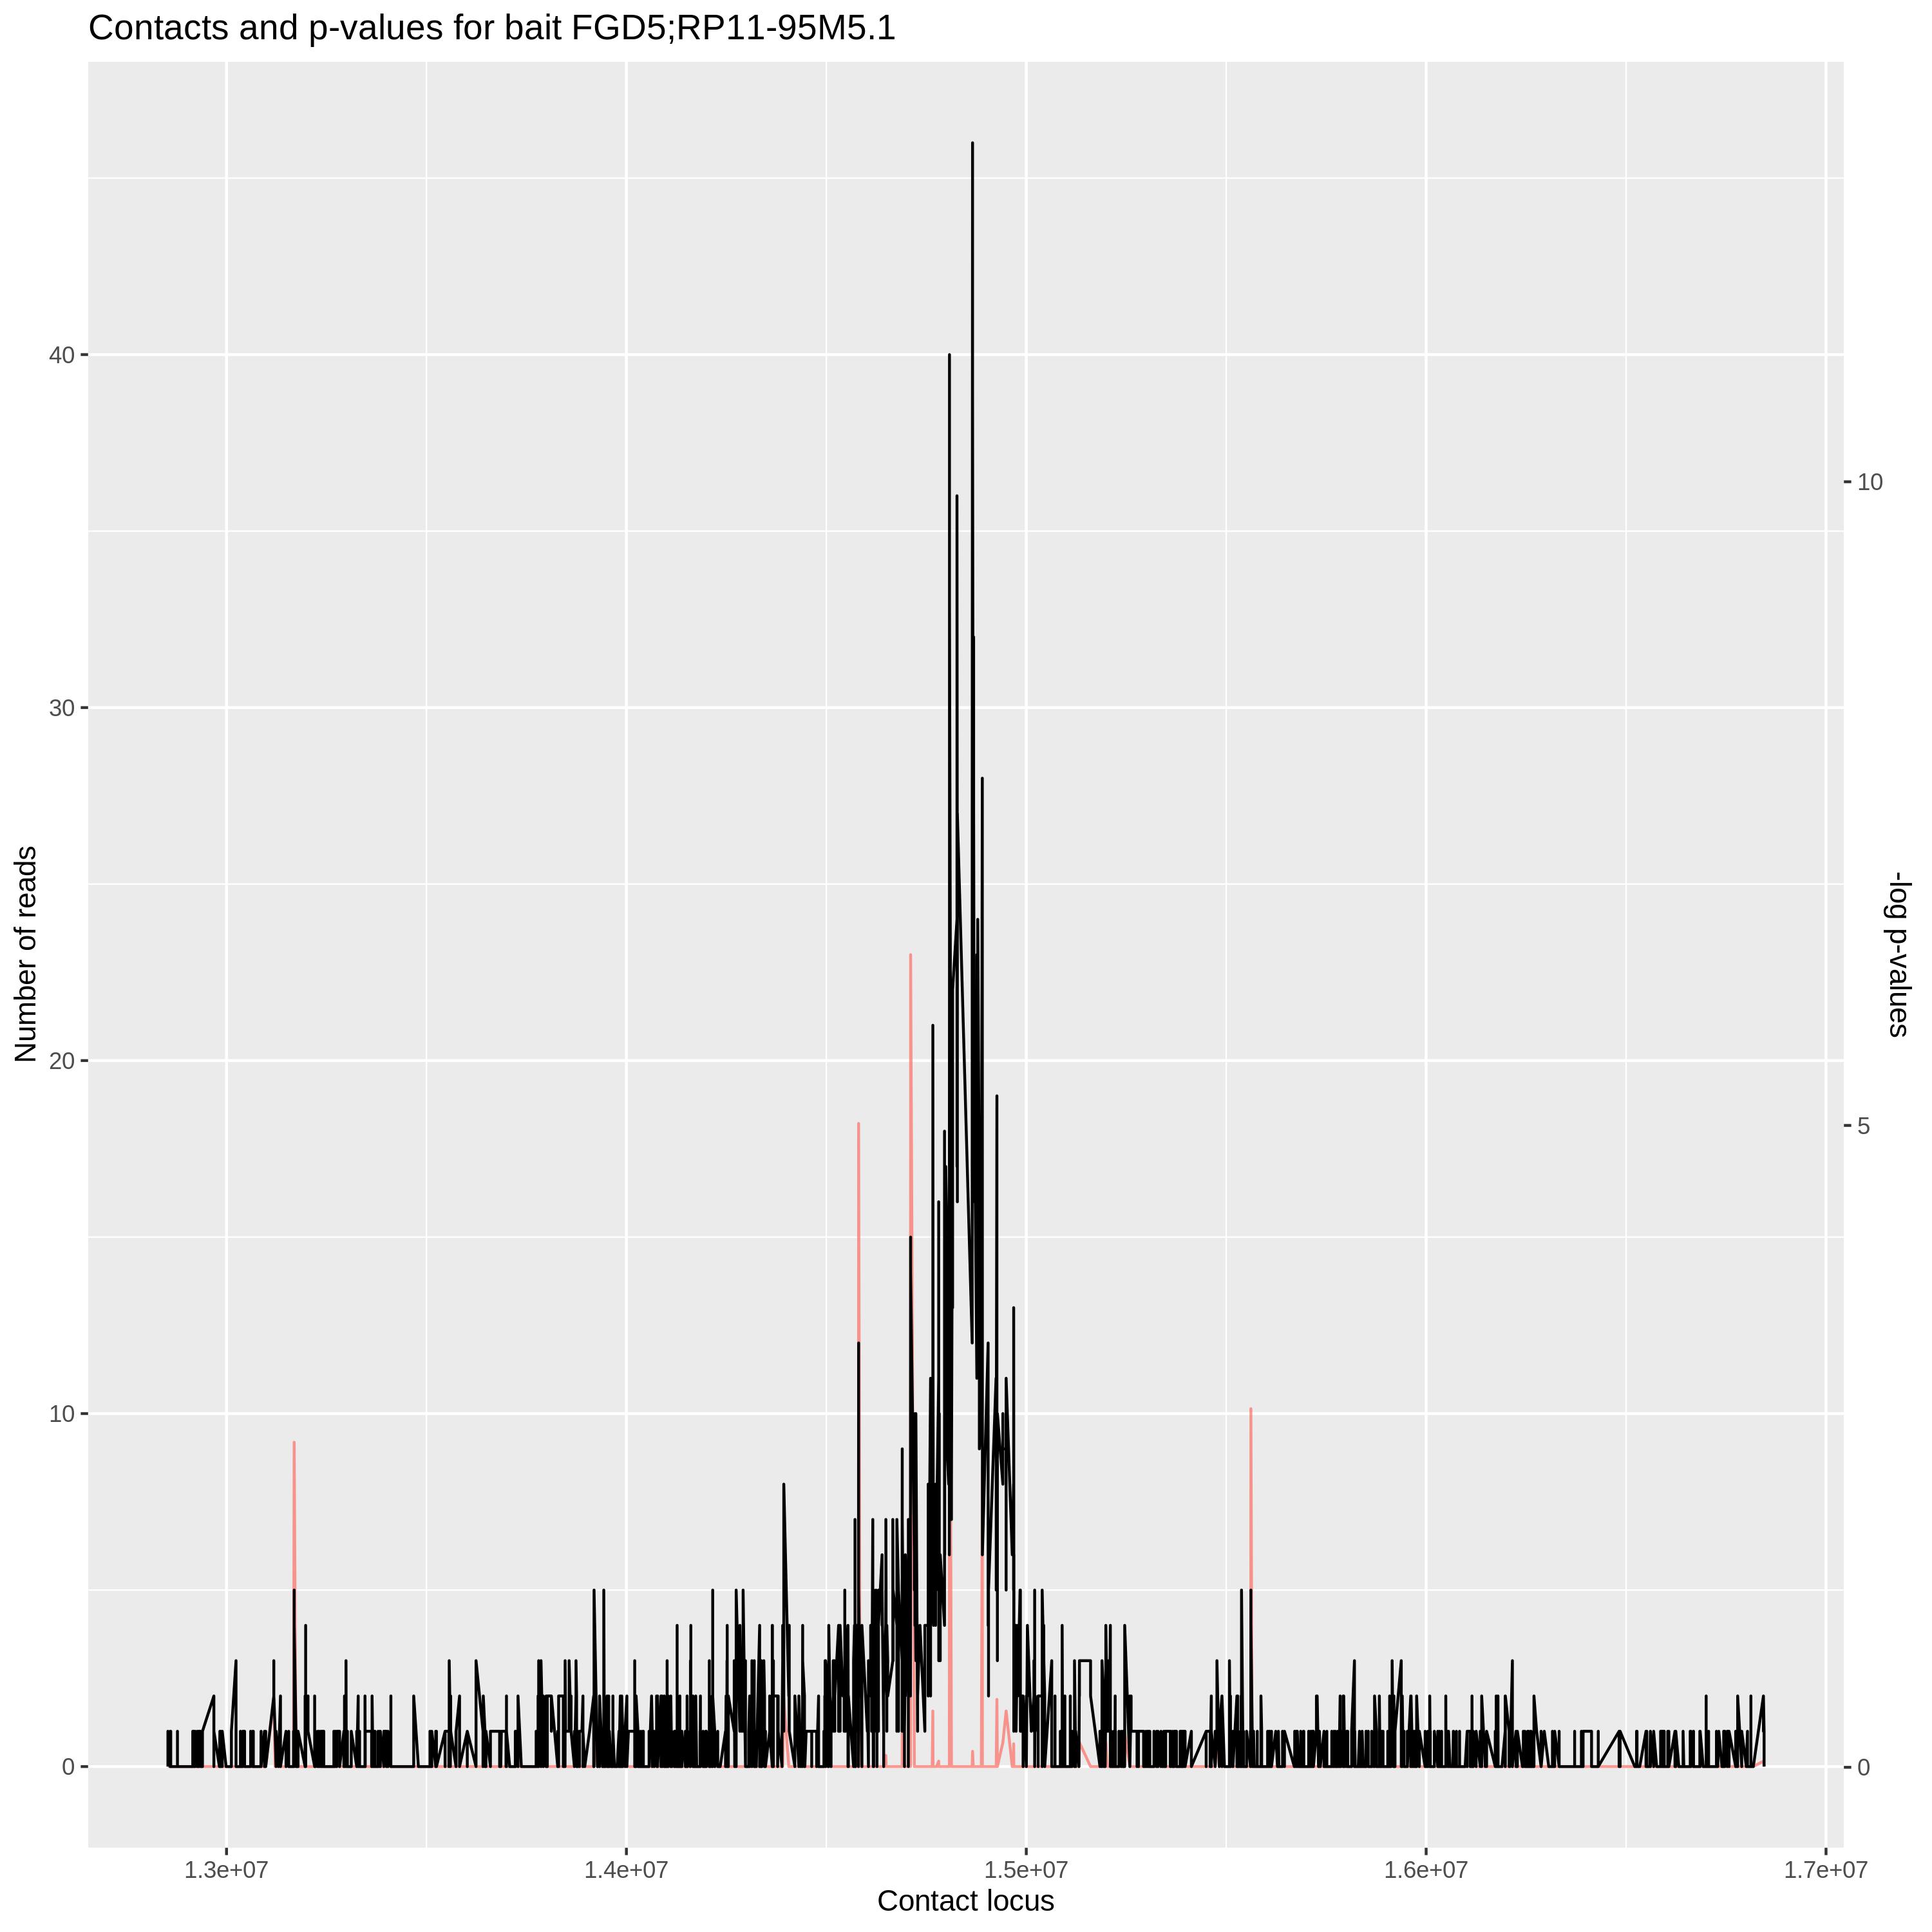 Contacts and p-values for bait FGD5;RP11-95M5.1
Number of reads
40
30
20
10
0
10
5
0
-log p-values
1.3e+07
1.4e+07
1.5e+07
1.6e+07
1.7e+07
Contact locus